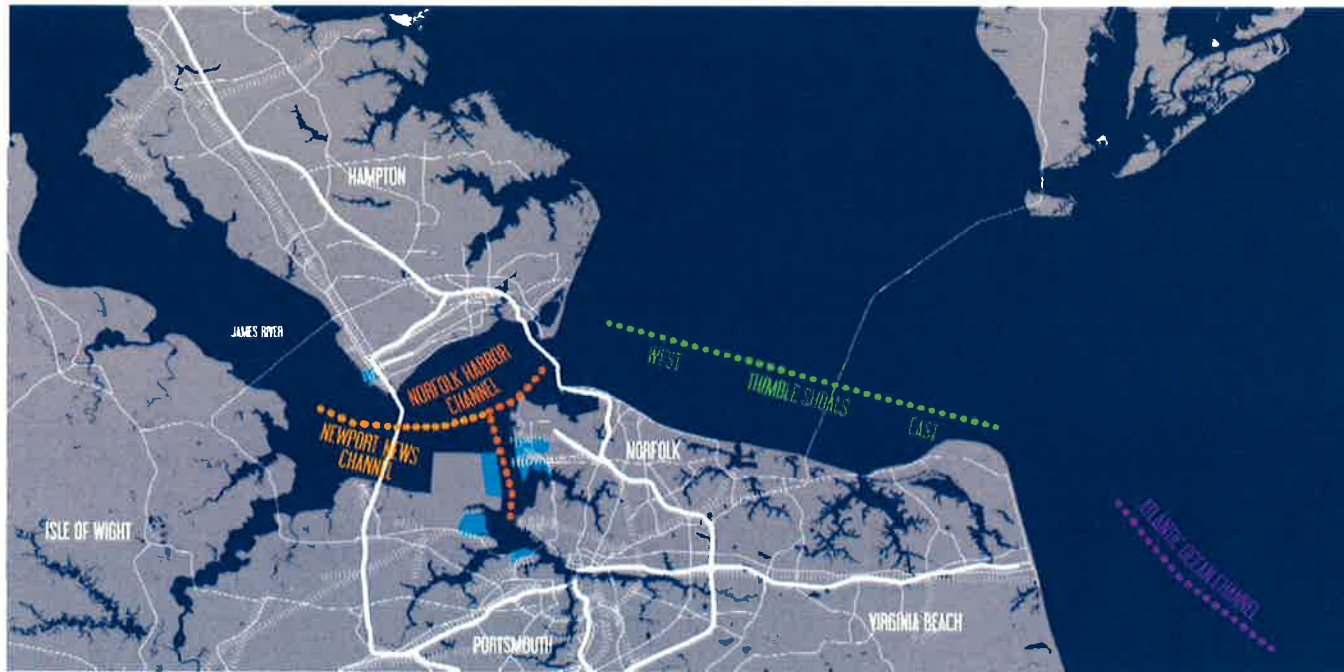 HAMPTON
JAMES RIVER
NORFOLK HARBOR
CHANNEL
WEST
THIMBLE SHOALS
EAST
NEWPORT NEWS
CHANNEL
NORFOLK
ISLE OF WIGHT
ATLANTIC OCEAN CHANNEL
VIRGINIA BEACH
PORTSMOUTH